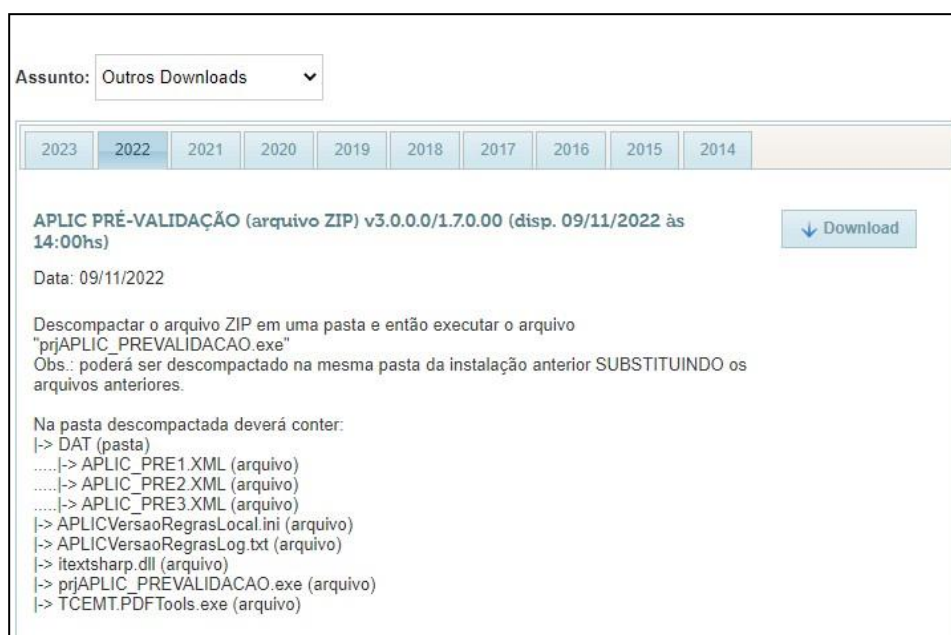 Assunto: Outros Downloads
2023 2022 2021 2020 2019 2018 2017 2016 2015 2014
APLIC PRÉ-VALIDAÇÃO (arquivo ZIP) v3.0.0.0/1.7.0.00 (disp. 09/11/2022 às
14:00hs)
Download
Data: 09/11/2022
Descompactar o arquivo ZIP em uma pasta e então executar o arquivo
"prjAPLIC_PREVALIDACAO.exe"
Obs.: poderá ser descompactado na mesma pasta da instalação anterior SUBSTITUINDO os
arquivos anteriores.
Na pasta descompactada deverá conter:
|-> DAT (pasta)
.....|-> APLIC_PRE1.XML (arquivo)
.....|-> APLIC_PRE2.XML (arquivo)
.....|-> APLIC_PRE3.XML (arquivo)
|-> APLICVersaoRegrasLocal.ini (arquivo)
|-> APLICVersaoRegrasLog.txt (arquivo)
|-> itextsharp.dll (arquivo)
|-> prjAPLIC_PREVALIDACAO.exe (arquivo)
|-> TCEMT.PDFTools.exe (arquivo)